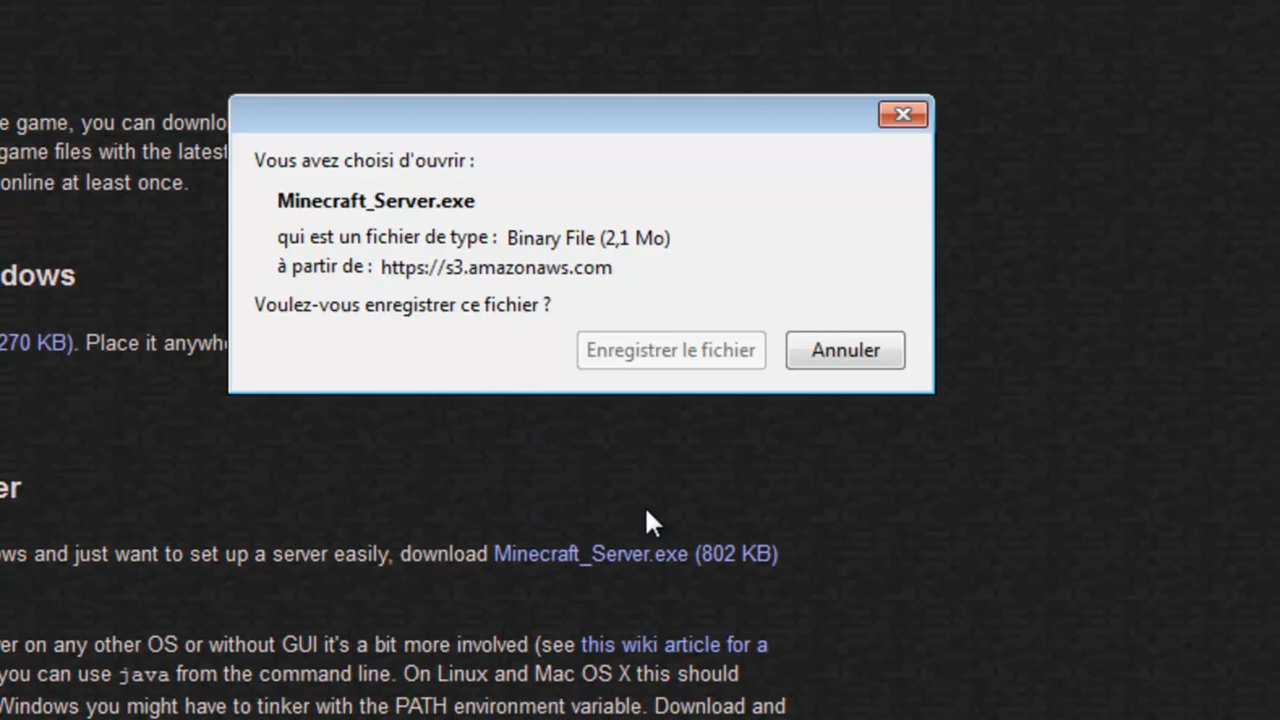 e game, you can downlo
game files with the latest
online at least once.
Vous avez choisi d'ouvrir :
Minecraft_Server.exe
qui est un fichier de type : Binary File (2,1 Mo)
à partir de : https://s3.amazonaws.com
Voulez-vous enregistrer ce fichier ?
Enregistrer le fichier Annuler
dows
270 KB). Place it anywhe
er
ws and just want to set up a server easily, download Minecraft_Server.exe (802 KB)
er on any other OS or without GUI it's a bit more involved (see this wiki article for a
you can use java from the command line. On Linux and Mac OS X this should
Windows you might have to tinker with the PATH environment variable. Download and